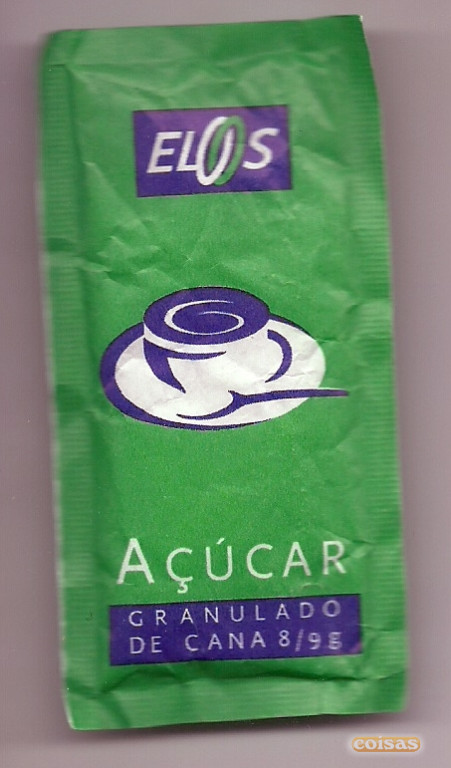 ELOS
AÇÚCAR
GRANULADO
DE CANA 8/9g
coisas